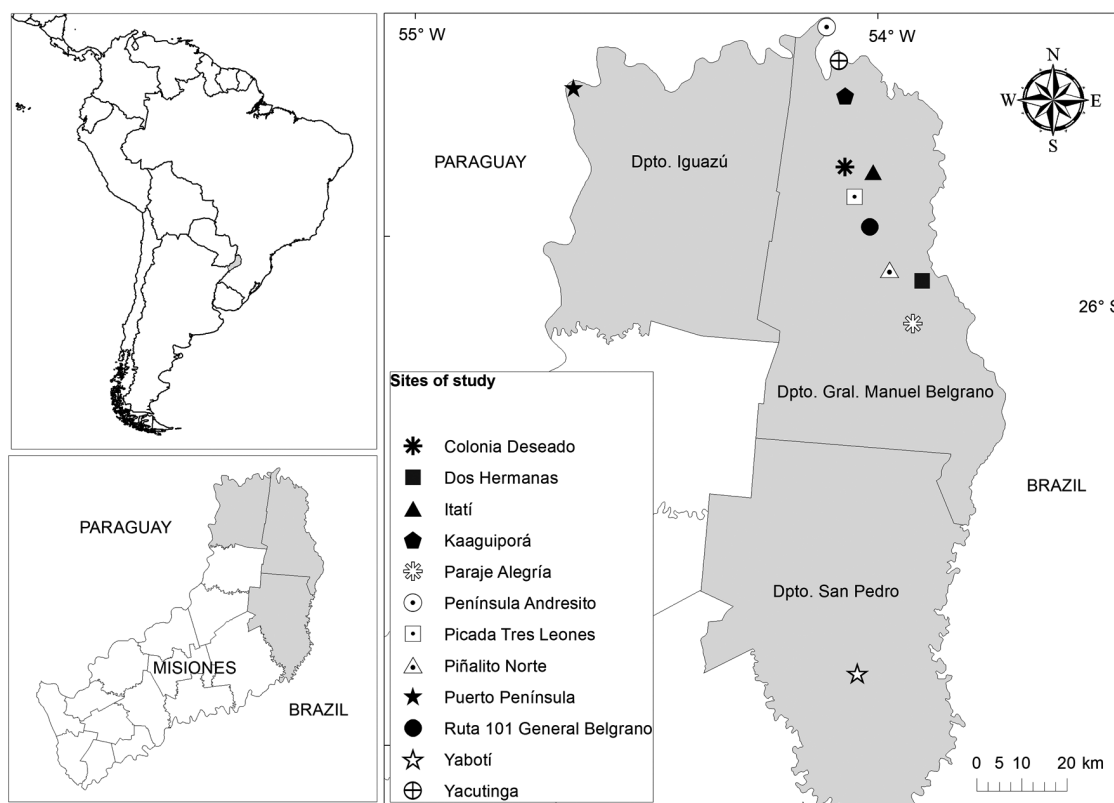 55° W
54° W
N
W
E
S
PARAGUAY
Dpto. Iguazú
26° S
Dpto. Gral. Manuel Belgrano
BRAZIL
Dpto. San Pedro
0 5 10 20 km
Sites of study
Colonia Deseado
Dos Hermanas
Itatí
Kaaguiporá
Paraje Alegría
Península Andresito
Picada Tres Leones
Piñalito Norte
Puerto Península
Ruta 101 General Belgrano
Yabotí
Yacutinga
PARAGUAY
MISIONES
BRAZIL